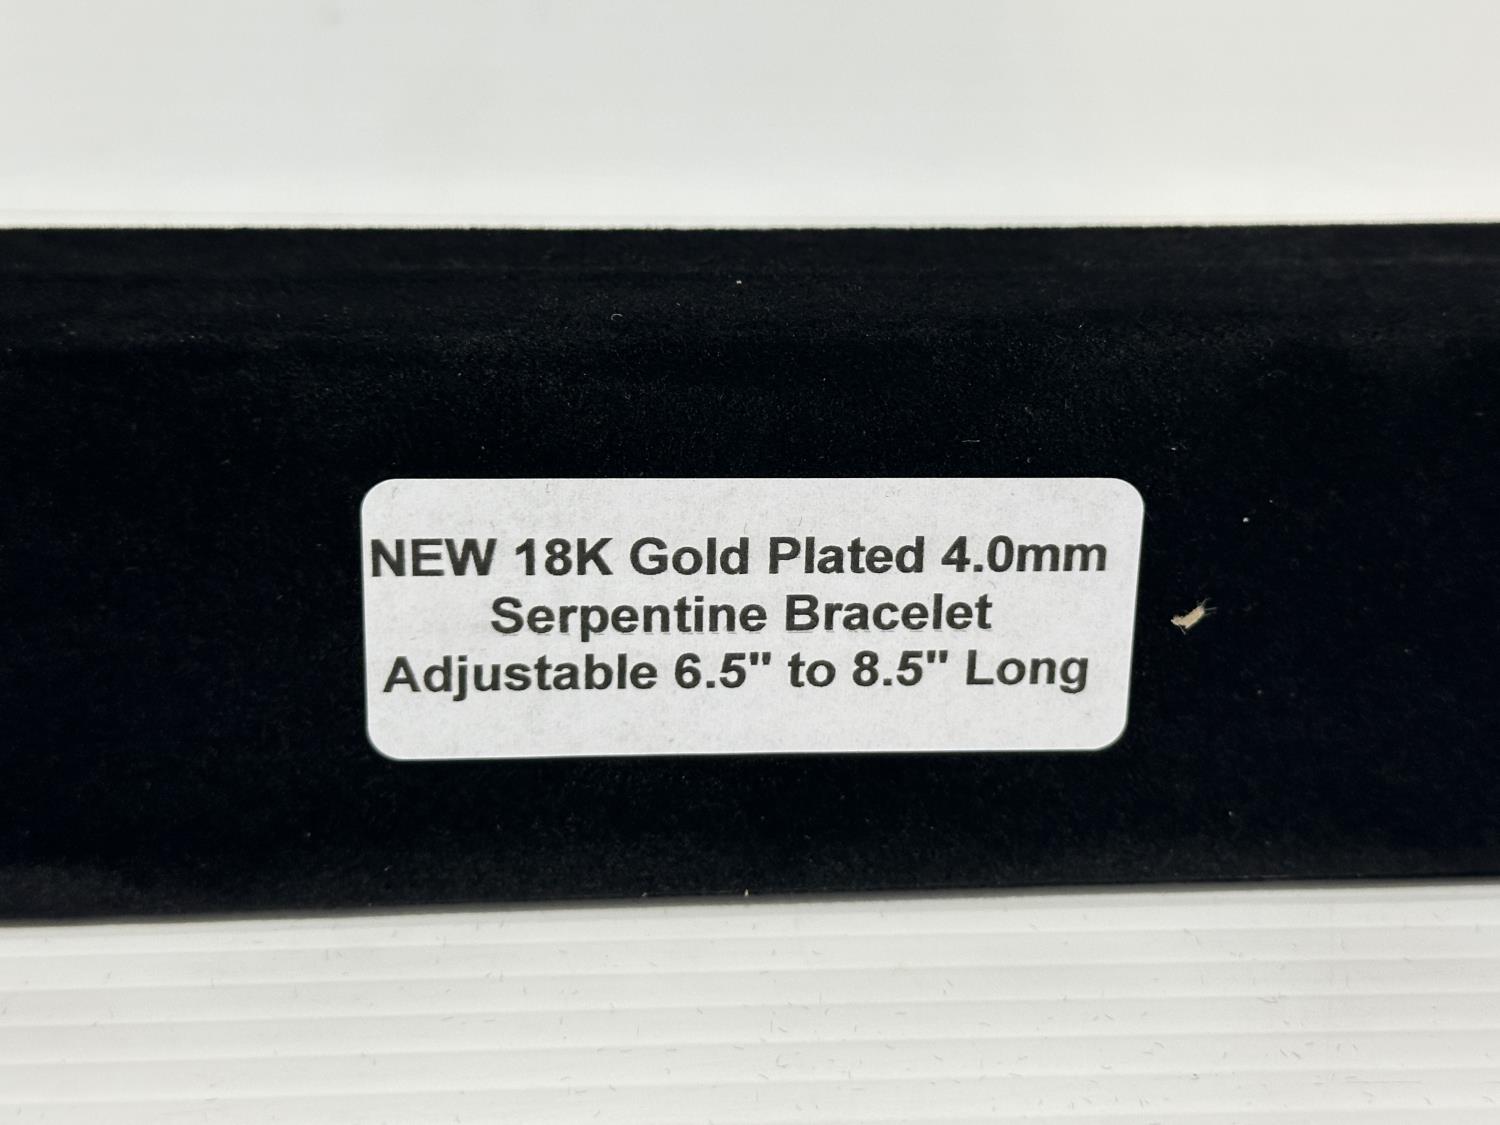 NEW 18K Gold Plated 4.0mm
Serpentine Bracelet
Adjustable 6.5" to 8.5" Long